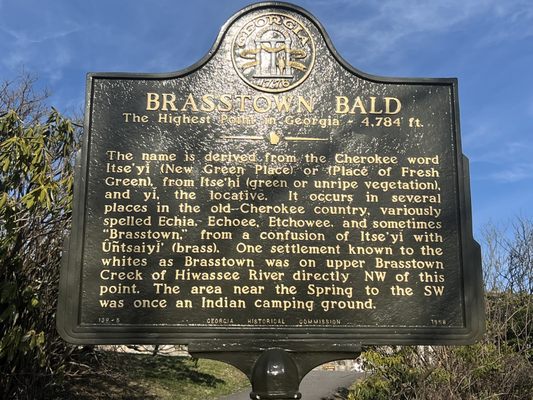 GEORGIA
1776
BRASSTOWN BALD
The Highest Point in Georgia - 4,784 ft.
The name is derived from the Cherokee word
Itse'yi (New Green Place) or (Place of Fresh
Green), from Itse'hi (green or unripe vegetation),
and yi, the locative. It occurs in several
places in the old-Cherokee country, variously
spelled Echia, Echoee, Etchowee, and sometimes
"Brasstown," from a confusion of Itse'yi with
Ûñtsaiyi' (brass). One settlement known to the
whites as Brasstown was on upper Brasstown
Creek of Hiwassee River directly NW of this
point. The area near the Spring to the SW
was once an Indian camping ground.
139-5 GEORGIA HISTORICAL COMMISSION